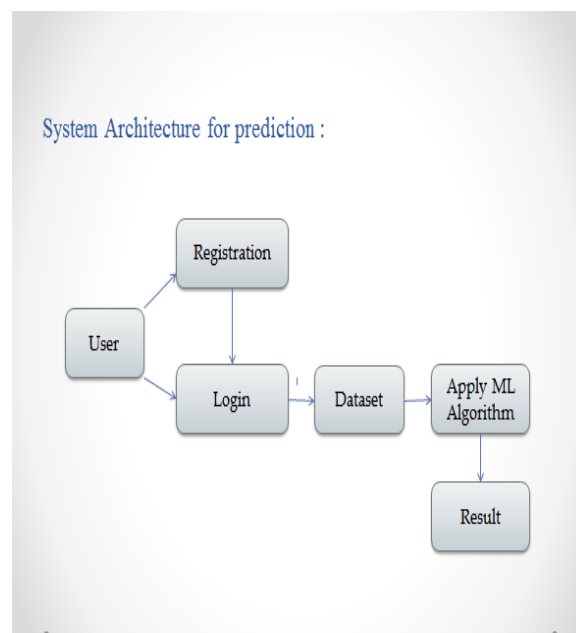 System Architecture for prediction :
Registration
User
Login
Dataset
Apply ML
Algorithm
Result